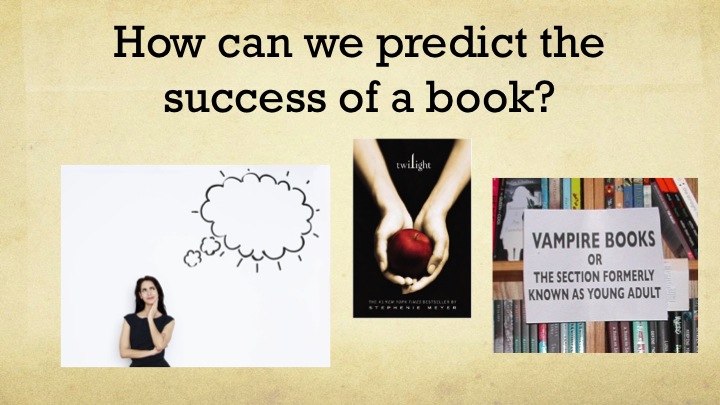 How can we predict the
success of a book?
twilight
THE #1 NEW YORK TIMES BESTSELLER BY
STEPHENIE MEYER
VAMPIRE BOOKS
OR
THE SECTION FORMERLY
KNOWN AS YOUNG ADULT